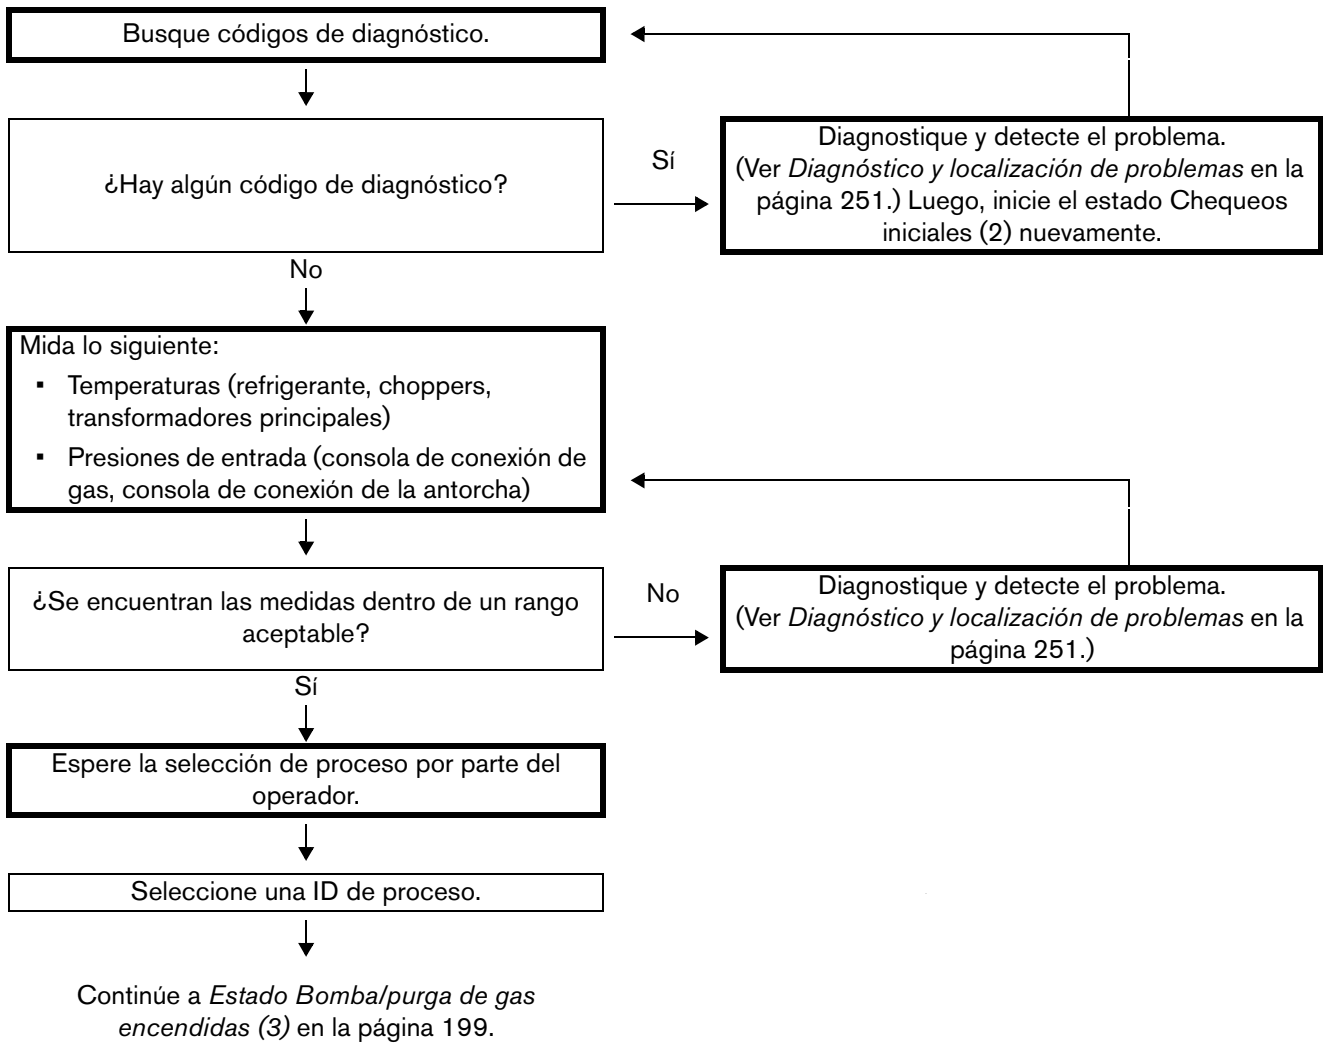 Busque códigos de diagnóstico.
¿Hay algún código de diagnóstico?
Sí
Diagnostique y detecte el problema.
(Ver Diagnóstico y localización de problemas en la
página 251.) Luego, inicie el estado Chequeos
iniciales (2) nuevamente.
No
Mida lo siguiente:
▪ Temperaturas (refrigerante, choppers,
transformadores principales)
▪ Presiones de entrada (consola de conexión de
gas, consola de conexión de la antorcha)
¿Se encuentran las medidas dentro de un rango
aceptable?
No
Diagnostique y detecte el problema.
(Ver Diagnóstico y localización de problemas en la
página 251.)
Sí
Espere la selección de proceso por parte del
operador.
Seleccione una ID de proceso.
Continúe a Estado Bomba/purga de gas
encendidas (3) en la página 199.